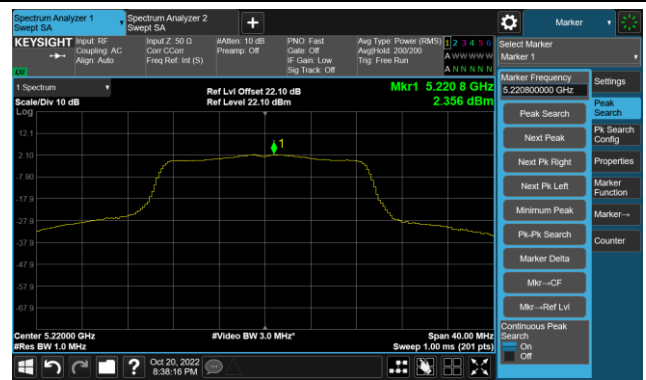 Spectrum Analyzer 1
Swept SA
Spectrum Analyzer 2
Swept SA
+
Marker
KEYSIGHT
Input: RF
Coupling: AC
Align: Auto
Input Z: 50 Ω
Corr CCorr
Freq Ref: Int (S)
#Atten: 10 dB
Preamp: Off
PNO: Fast
Gate: Off
IF Gain: Low
Sig Track: Off
Avg Type: Power (RMS)
Avg|Hold: 200/200
Trig: Free Run
1 2 3 4 5 6
A W W W W W
A N N N N N
LW
Select Marker
Marker 1
1 Spectrum
Scale/Div 10 dB
Log
Ref Lvl Offset 22.10 dB
Ref Level 22.10 dBm
Mkr1 5.220 8 GHz
2.356 dBm
1
12.1
2.10
-7.90
-17.9
-27.9
-37.9
-47.9
-57.9
-67.9
Center 5.22000 GHz
#Res BW 1.0 MHz
#Video BW 3.0 MHz*
Span 40.00 MHz
Sweep 1.00 ms (201 pts)
Marker Frequency
5.220800000 GHz
Peak Search
Next Peak
Next Pk Right
Next Pk Left
Minimum Peak
Pk-Pk Search
Marker Delta
Mkr→CF
Mkr→Ref Lvl
Continuous Peak
Search
On
Off
Settings
Peak
Search
Pk Search
Config
Properties
Marker
Function
Marker→
Counter
?
Oct 20, 2022
8:38:16 PM